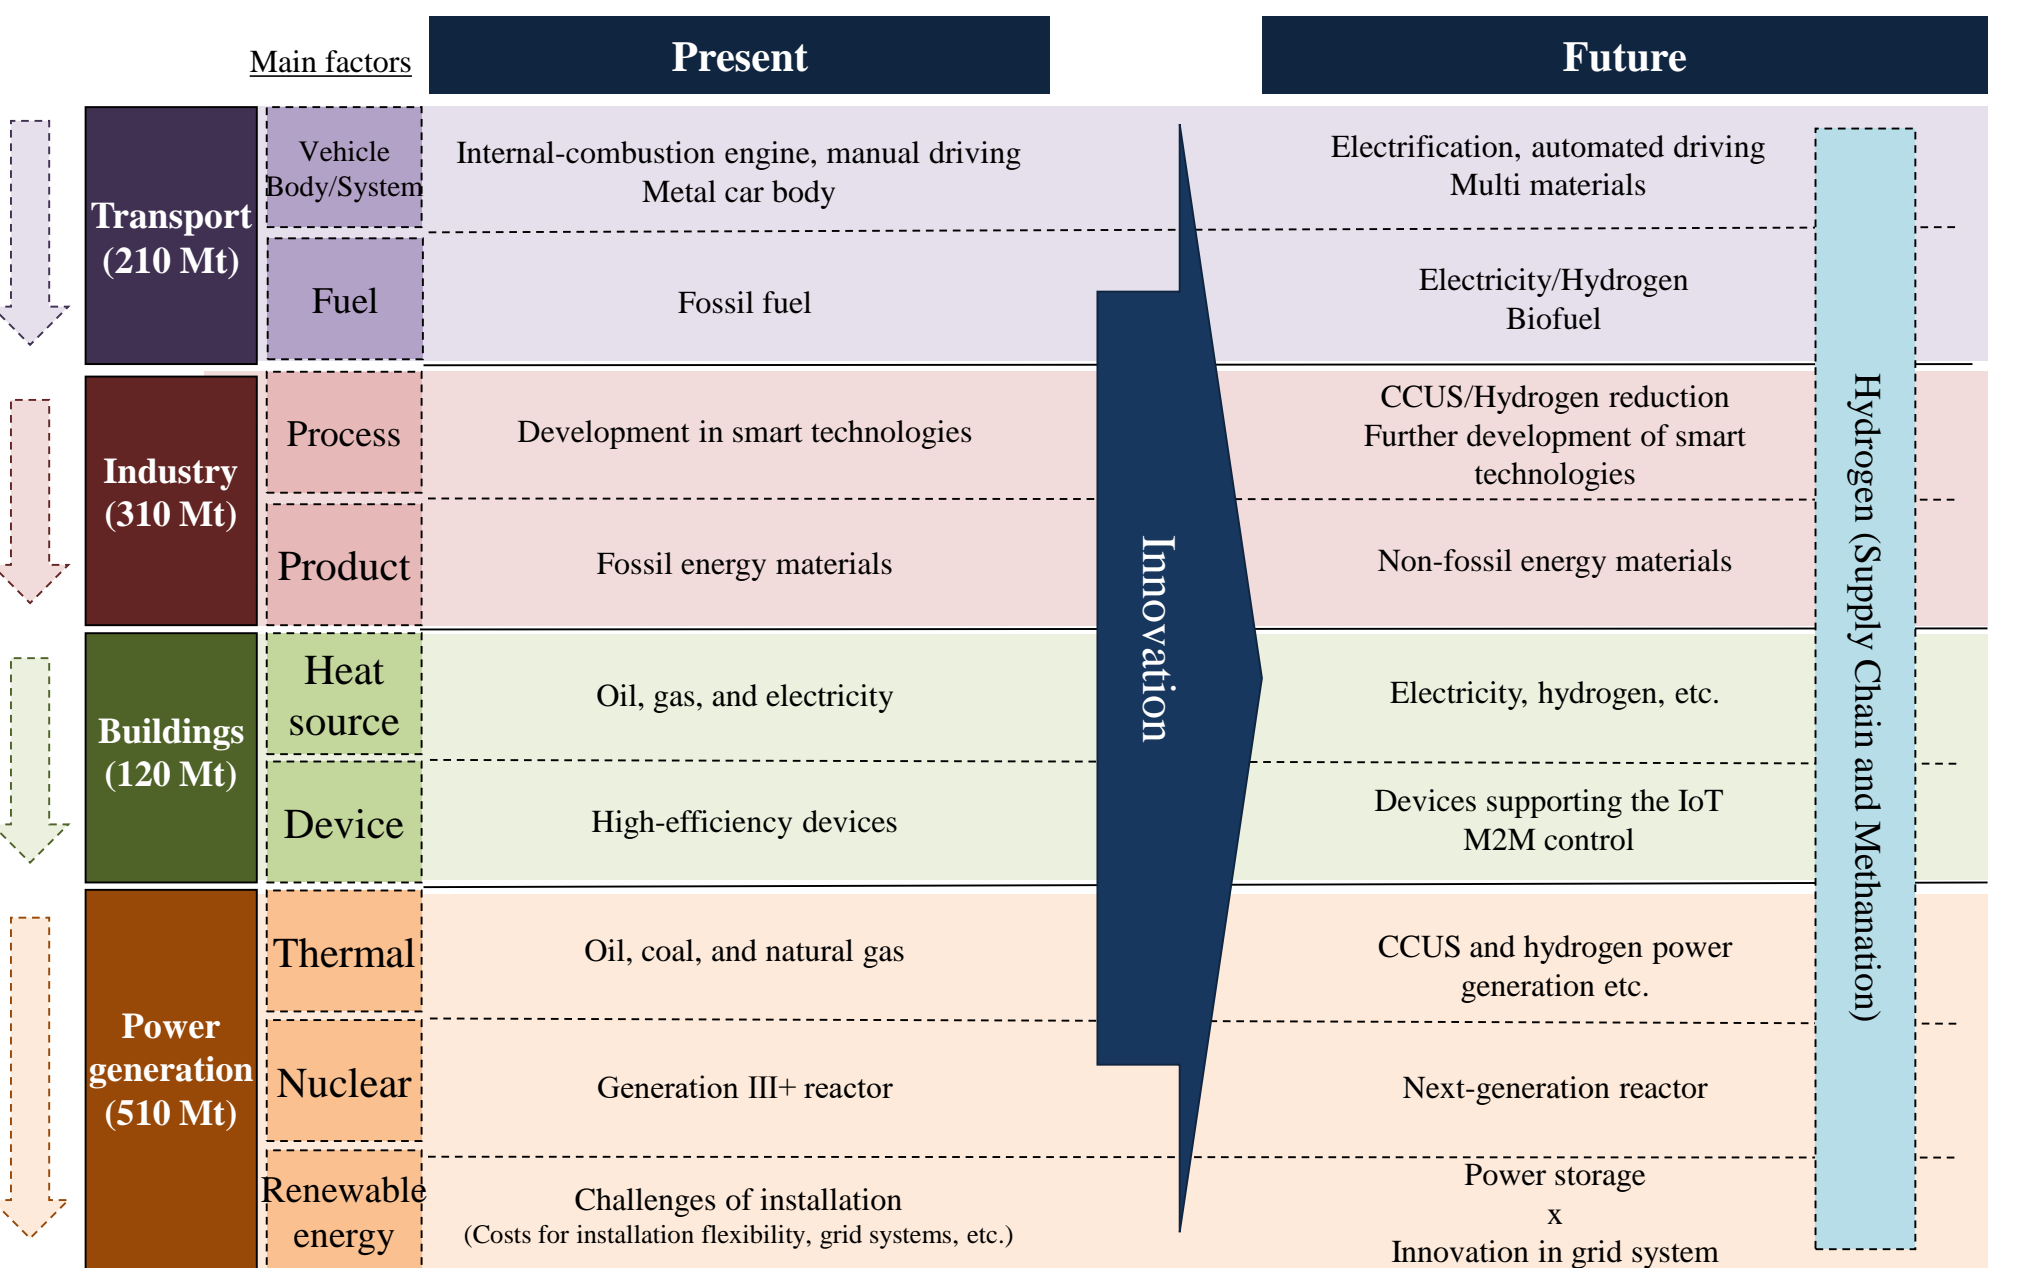 Main factors
Present
Future
Transport
(210 Mt)
Vehicle
Body/System
Internal-combustion engine, manual driving
Metal car body
Electrification, automated driving
Multi materials
Fuel
Fossil fuel
Electricity/Hydrogen
Biofuel
Industry
(310 Mt)
Process
Development in smart technologies
CCUS/Hydrogen reduction
Further development of smart
technologies
Product
Fossil energy materials
Non-fossil energy materials
Buildings
(120 Mt)
Heat
source
Oil, gas, and electricity
Electricity, hydrogen, etc.
Device
High-efficiency devices
Devices supporting the IoT
M2M control
Power
generation
(510 Mt)
Thermal
Oil, coal, and natural gas
CCUS and hydrogen power
generation etc.
Nuclear
Generation III+ reactor
Next-generation reactor
Renewable
energy
Challenges of installation
(Costs for installation flexibility, grid systems, etc.)
Power storage
x
Innovation in grid system
Innovation
Hydrogen (Supply Chain and Methanation)